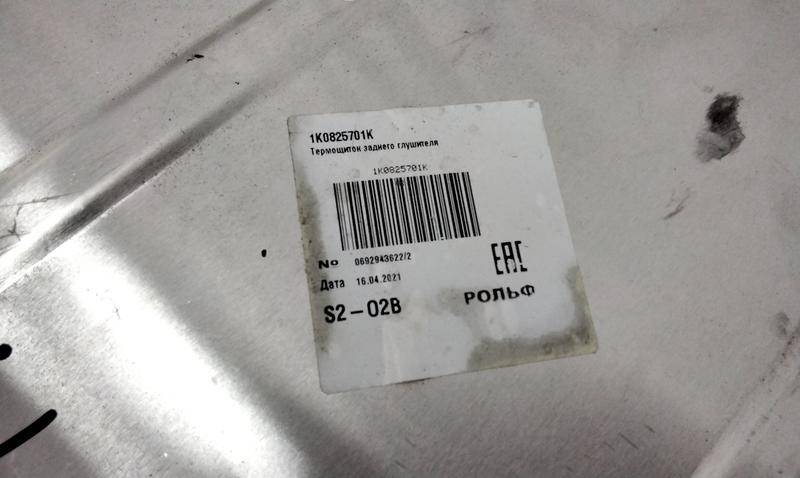 1K0825701K
Термощиток заднего глушителя
1K0825701K
No 0692943622/2
Дата 16.04.2021
EAC
S2-02B
РОЛЬФ